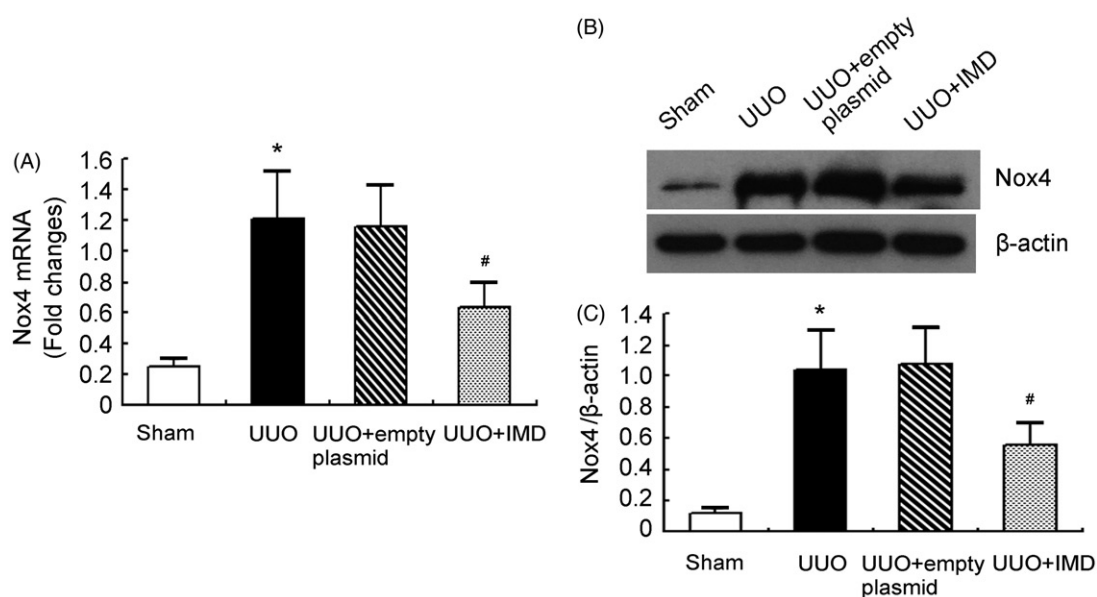 (A)
Nox4 mRNA
(Fold changes)
1.6
1.4
1.2
1.0
0.8
0.6
0.4
0.2
0
*
#
Sham
UUO
UUO+empty
plasmid
UUO+IMD
(B)
Sham
UUO
UUO+empty
plasmid
UUO+IMD
Nox4
β-actin
(C)
Nox4/β-actin
1.4
1.2
1.0
0.8
0.6
0.4
0.2
0
*
#
Sham
UUO
UUO+empty
plasmid
UUO+IMD